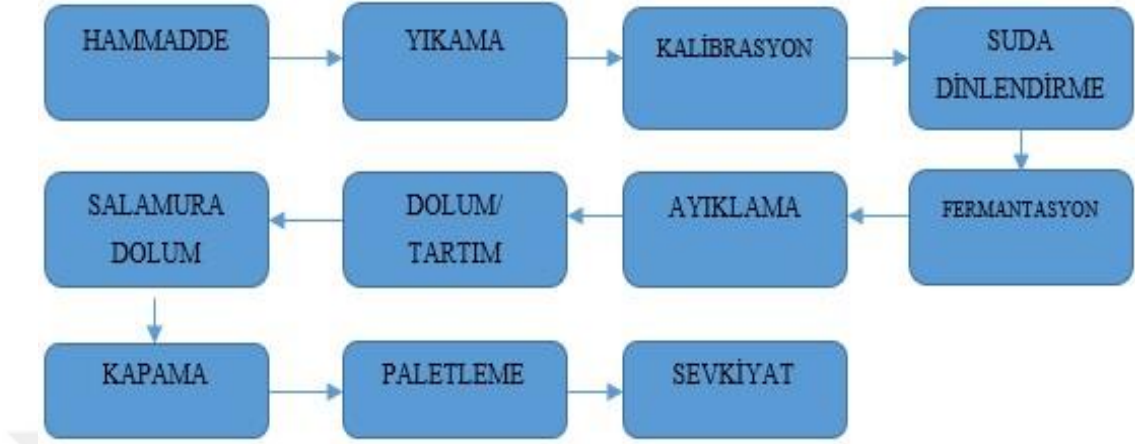 HAMMADDE
YIKAMA
KALİBRASYON
SUDA
DİNLENDİRME
FERMANTASYON
AYIKLAMA
DOLUM/
TARTIM
SALAMURA
DOLUM
KAPAMA
PALETLEME
SEVKİYAT